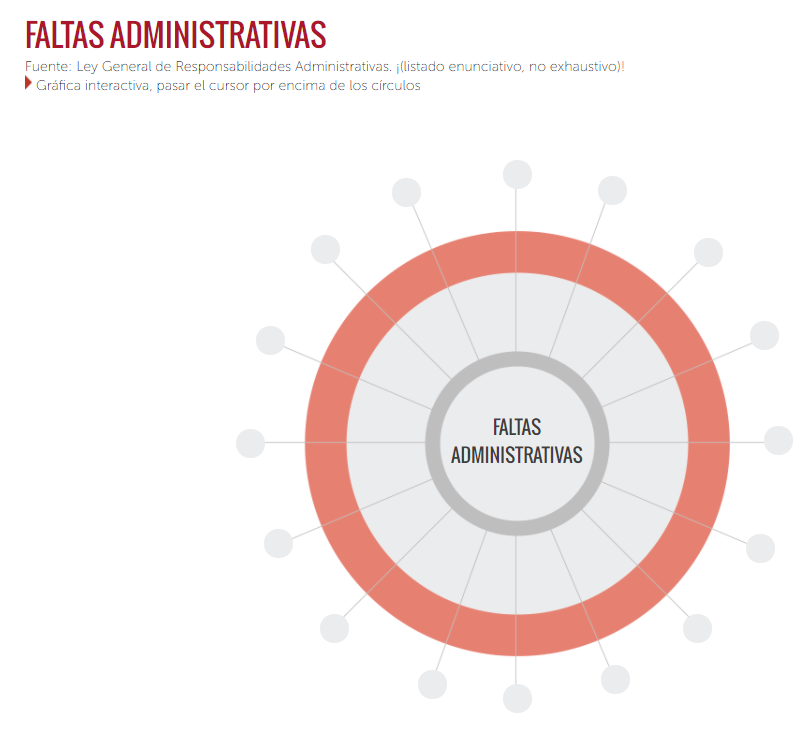 FALTAS ADMINISTRATIVAS
Fuente: Ley General de Responsabilidades Administrativas. ¡(listado enunciativo, no exhaustivo)!
Gráfica interactiva, pasar el cursor por encima de los círculos
FALTAS
ADMINISTRATIVAS